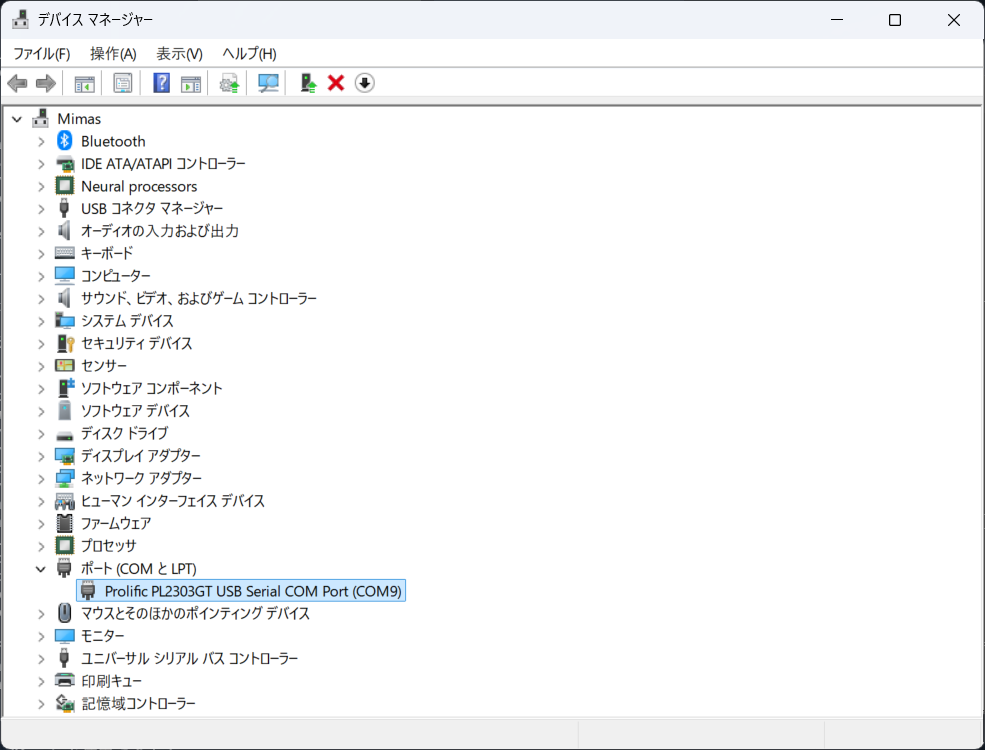 デバイス マネージャー
ファイル(F) 操作(A) 表示(V) ヘルプ(H)
Mimas
Bluetooth
IDE ATA/ATAPI コントローラー
Neural processors
USB コネクタ マネージャー
オーディオの入力および出力
キーボード
コンピューター
サウンド、ビデオ、およびゲーム コントローラー
システム デバイス
セキュリティ デバイス
センサー
ソフトウェア コンポーネント
ソフトウェア デバイス
ディスク ドライブ
ディスプレイ アダプター
ネットワーク アダプター
ヒューマン インターフェイス デバイス
ファームウェア
プロセッサ
ポート (COM と LPT)
Prolific PL2303GT USB Serial COM Port (COM9)
マウスとそのほかのポインティング デバイス
モニター
ユニバーサル シリアル バス コントローラー
印刷キュー
記憶域コントローラー